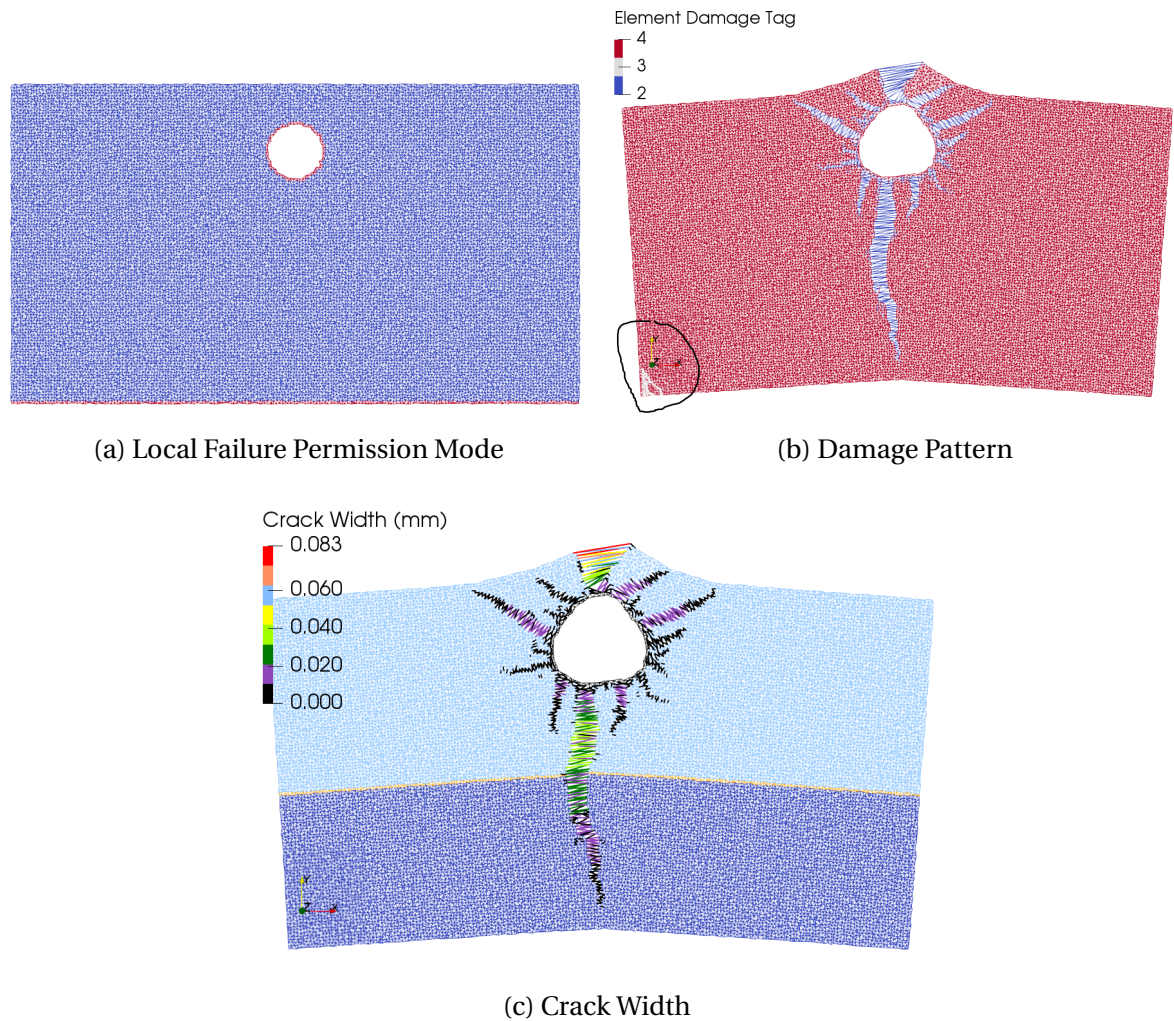 Element Damage Tag
4
3
2
Y
Z
X
(a) Local Failure Permission Mode
(b) Damage Pattern
Crack Width (mm)
0.083
0.060
0.040
0.020
0.000
Y
Z
X
(c) Crack Width